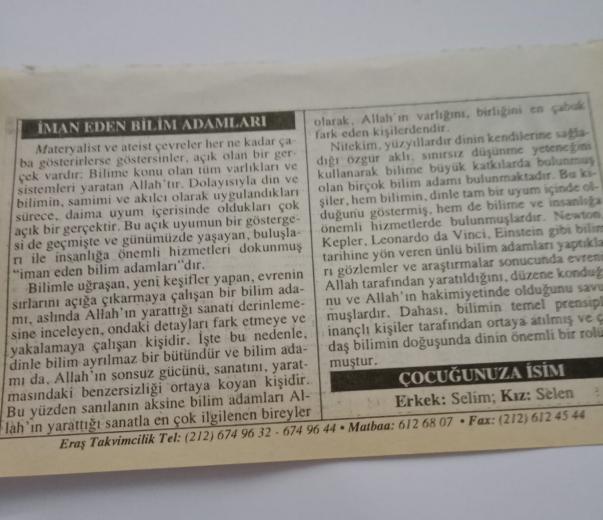 İMAN EDEN BİLİM ADAMLARI
Materyalist ve ateist çevreler her ne kadar ça-
ba gösterirlerse göstersinler, açık olan bir ger-
çek vardır: Bilime konu olan tüm varlıkları ve
sistemleri yaratan Allah'tır. Dolayısıyla din ve
bilimin, samimi ve akılcı olarak uygulandıkları
sürece, daima uyum içerisinde oldukları çok
açık bir gerçektir. Bu açık uyumun bir gösterge-
si de geçmişte ve günümüzde yaşayan, buluşla-
rı ile insanlığa önemli hizmetleri dokunmuş
"iman eden bilim adamları"dır.
Bilimle uğraşan, yeni keşifler yapan, evrenin
sırlarını açığa çıkarmaya çalışan bir bilim ada-
mı, aslında Allah'ın yarattığı sanatı derinleme-
sine inceleyen, ondaki detayları fark etmeye ve
yakalamaya çalışan kişidir. İşte bu nedenle,
dinle bilim ayrılmaz bir bütündür ve bilim ada-
mı da, Allah'ın sonsuz gücünü, sanatını, yarat-
masındaki benzersizliği ortaya koyan kişidir.
Bu yüzden sanılanın aksine bilim adamları Al-
lah'ın yarattığı sanatla en çok ilgilenen bireyler
olarak, Allah'ın varlığını, birliğini en çabuk
fark eden kişilerdendir.
Nitekim, yüzyıllardır dinin kendilerine sağla-
dığı özgür aklı, sınırsız düşünme yeteneğini
kullanarak bilime büyük katkılarda bulunmuş
olan birçok bilim adamı bulunmaktadır. Bu ki-
şiler, hem bilimin, dinle tam bir uyum içinde ol-
duğunu göstermiş, hem de bilime ve insanlığa
önemli hizmetlerde bulunmuşlardır. Newton,
Kepler, Leonardo da Vinci, Einstein gibi bilim
tarihine yön veren ünlü bilim adamları yaptıkla-
rı gözlemler ve araştırmalar sonucunda evreni
Allah tarafından yaratıldığını, düzene konduğu
nu ve Allah'ın hakimiyetinde olduğunu savu
muşlardır. Dahası, bilimin temel prensipl
inançlı kişiler tarafından ortaya atılmış ve ç
daş bilimin doğuşunda dinin önemli bir rolü
muştur.
ÇOCUĞUNUZA İSİM
Erkek: Selim; Kız: Selen
Eraş Takvimcilik Tel: (212) 674 96 32 - 674 96 44 • Matbaa: 612 68 07 • Fax: (212) 612 45 44